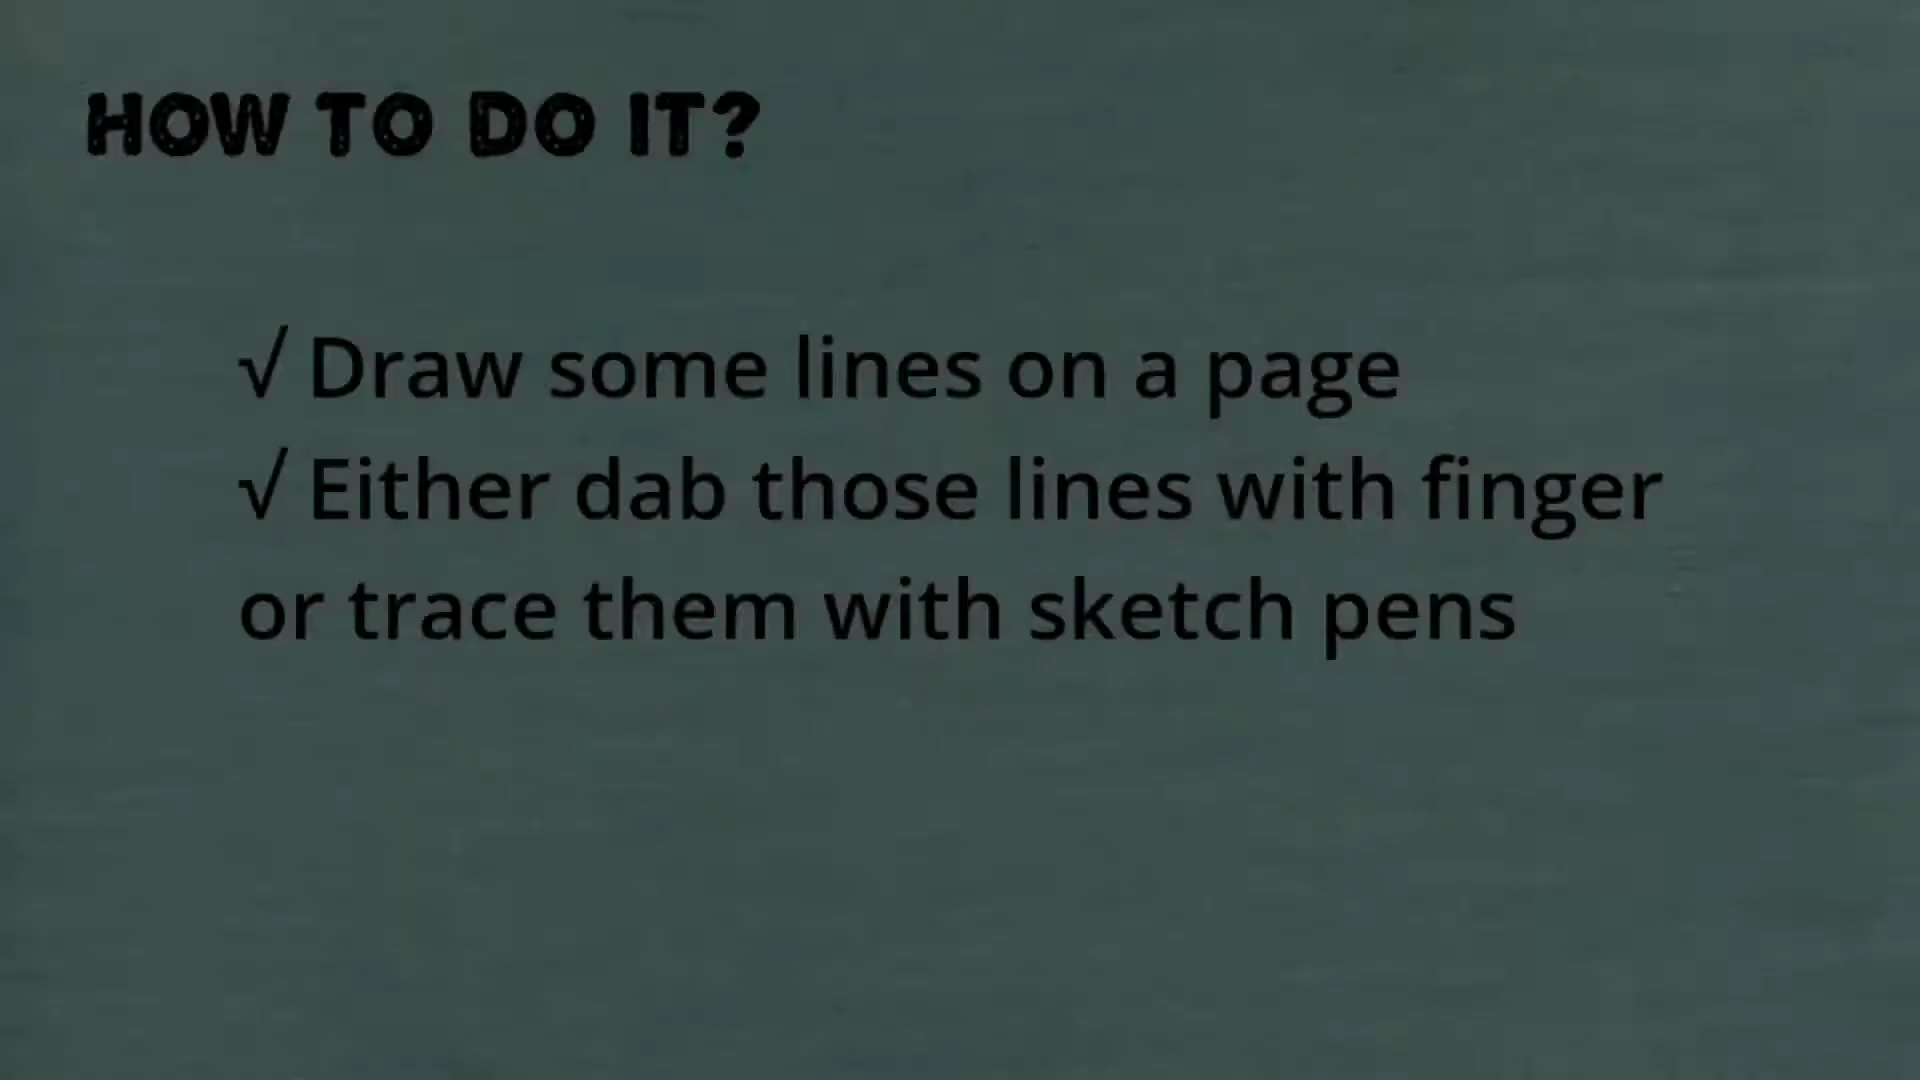 HOW TO DO IT?
√ Draw some lines on a page
√ Either dab those lines with finger
or trace them with sketch pens